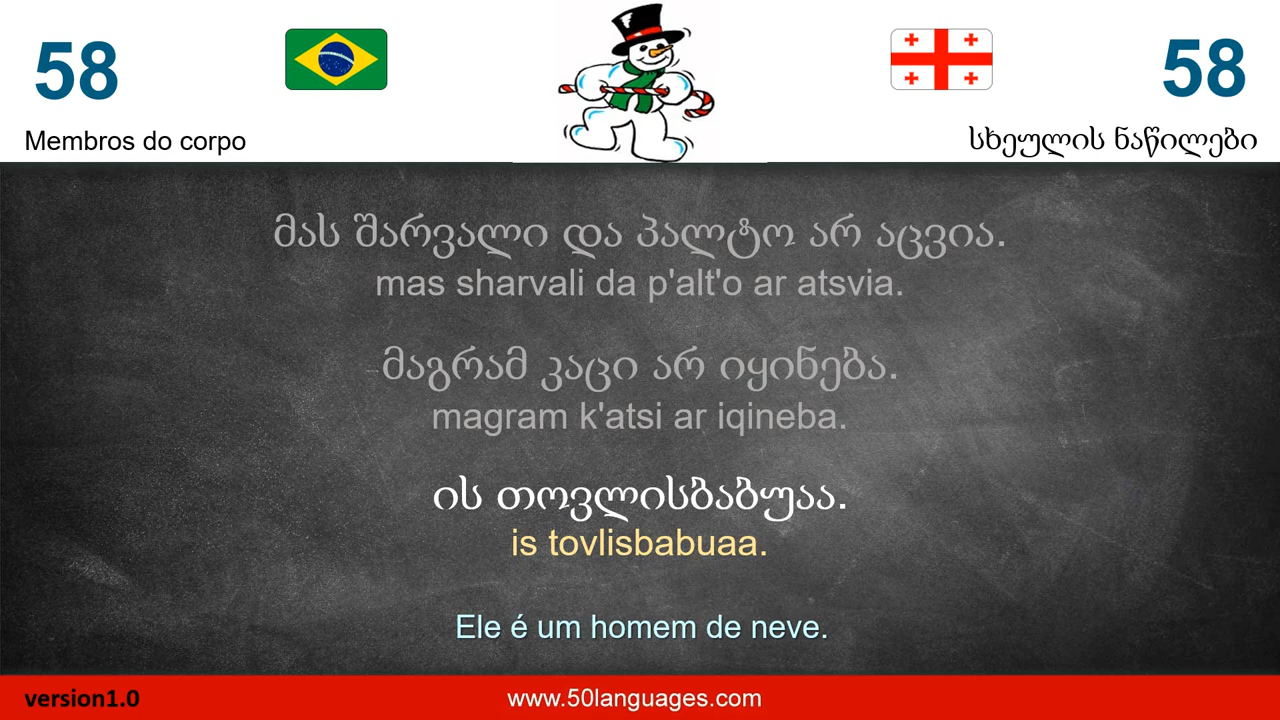 58
58
Membros do corpo
სხეულის ნაწილები
მას შარვალი და პალტო არ აცვია.
mas sharvali da p'alt'o ar atsvia.
მაგრამ კაცი არ იყინება.
magram k'atsi ar iqineba.
ის თოვლისბაბუაა.
is tovlisbabuaa.
Ele é um homem de neve.
version1.0
www.50languages.com